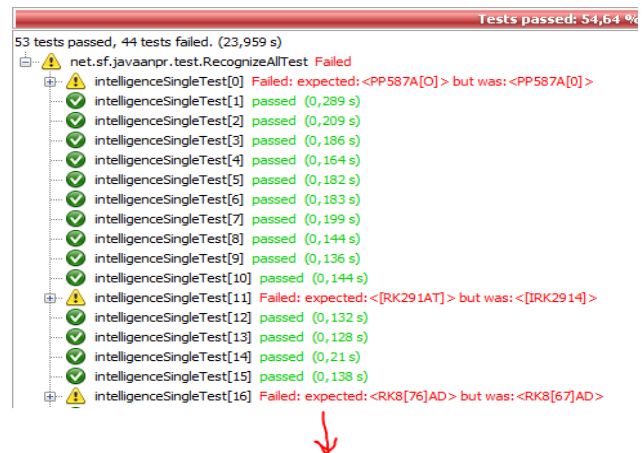 Tests passed: 54,64 %
53 tests passed, 44 tests failed. (23,959 s)
net.sf.javaanpr.test.RecognizeAllTest Failed
intelligenceSingleTest[0] Failed: expected:<PP587A[O]> but was:<PP587A[0]>
intelligenceSingleTest[1] passed (0,289 s)
intelligenceSingleTest[2] passed (0,209 s)
intelligenceSingleTest[3] passed (0,186 s)
intelligenceSingleTest[4] passed (0,164 s)
intelligenceSingleTest[5] passed (0,182 s)
intelligenceSingleTest[6] passed (0,183 s)
intelligenceSingleTest[7] passed (0,199 s)
intelligenceSingleTest[8] passed (0,144 s)
intelligenceSingleTest[9] passed (0,136 s)
intelligenceSingleTest[10] passed (0,144 s)
intelligenceSingleTest[11] Failed: expected:<[RK291AT]> but was:<[IRK2914]>
intelligenceSingleTest[12] passed (0,132 s)
intelligenceSingleTest[13] passed (0,128 s)
intelligenceSingleTest[14] passed (0,21 s)
intelligenceSingleTest[15] passed (0,138 s)
intelligenceSingleTest[16] Failed: expected:<RK8[76]AD> but was:<RK8[67]AD>